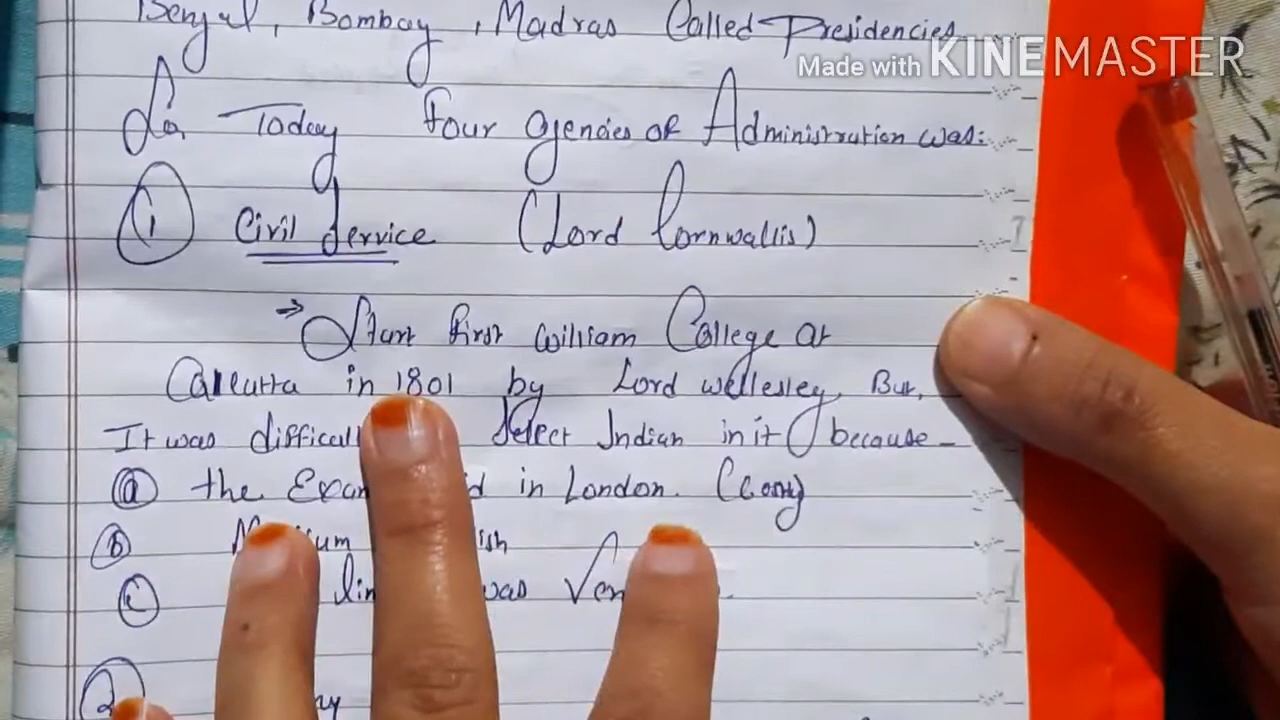 Bengal, Bombay, Madras Called Presidencies
Made with KINEMASTER
So, Today four agencies of Administration was:
① Civil Service (Lord Cornwallis)
⇒ Start first William College at
Calcutta in 1801 by Lord Wellesley, But,
It was difficult Select Indian in it because -
ⓐ the Exam in London.
ⓑ
ⓒ was
②